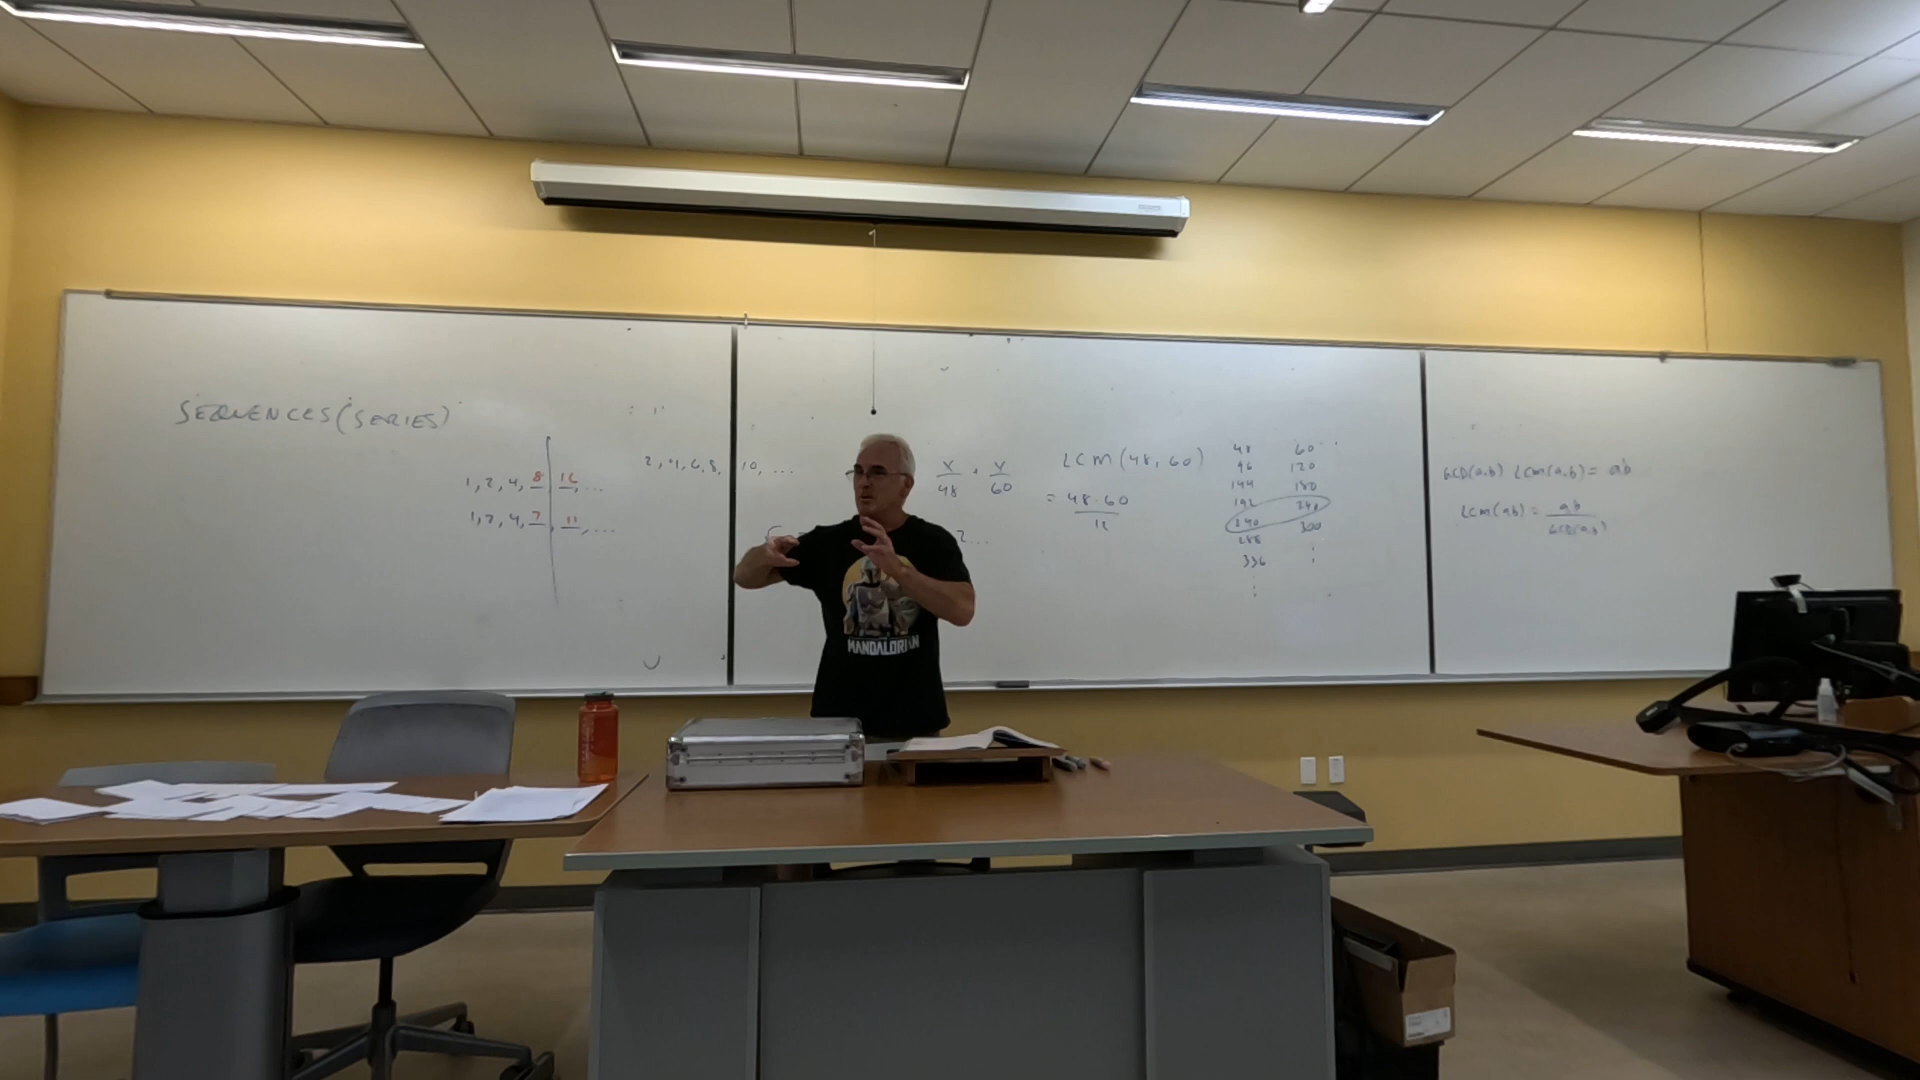 SEQUENCES (SERIES)
1, 2, 4, 8, 16, ...
1, 2, 4, 7, 11, ...
2, 4, 6, 8, 10, ...
x/48 + y/60
LCM(48, 60)
= 48·60/12
48 60
96 120
144 180
192 240
240 300
288
336
GCD(a,b) LCM(a,b) = ab
LCM(a,b) = ab/GCD(a,b)
MANDALORIAN